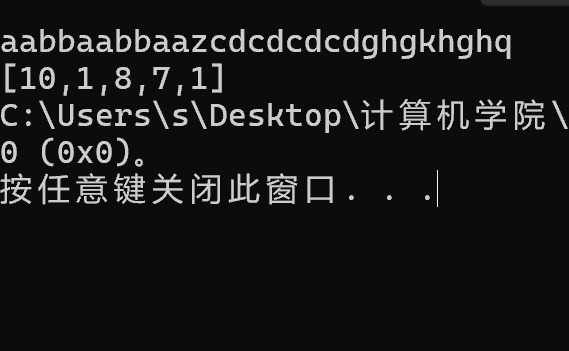 aabbaabbaazcdcdcdcdghgkhghq
[10,1,8,7,1]
C:\Users\s\Desktop\计算机学院\
0 (0x0)。
按任意键关闭此窗口. . .